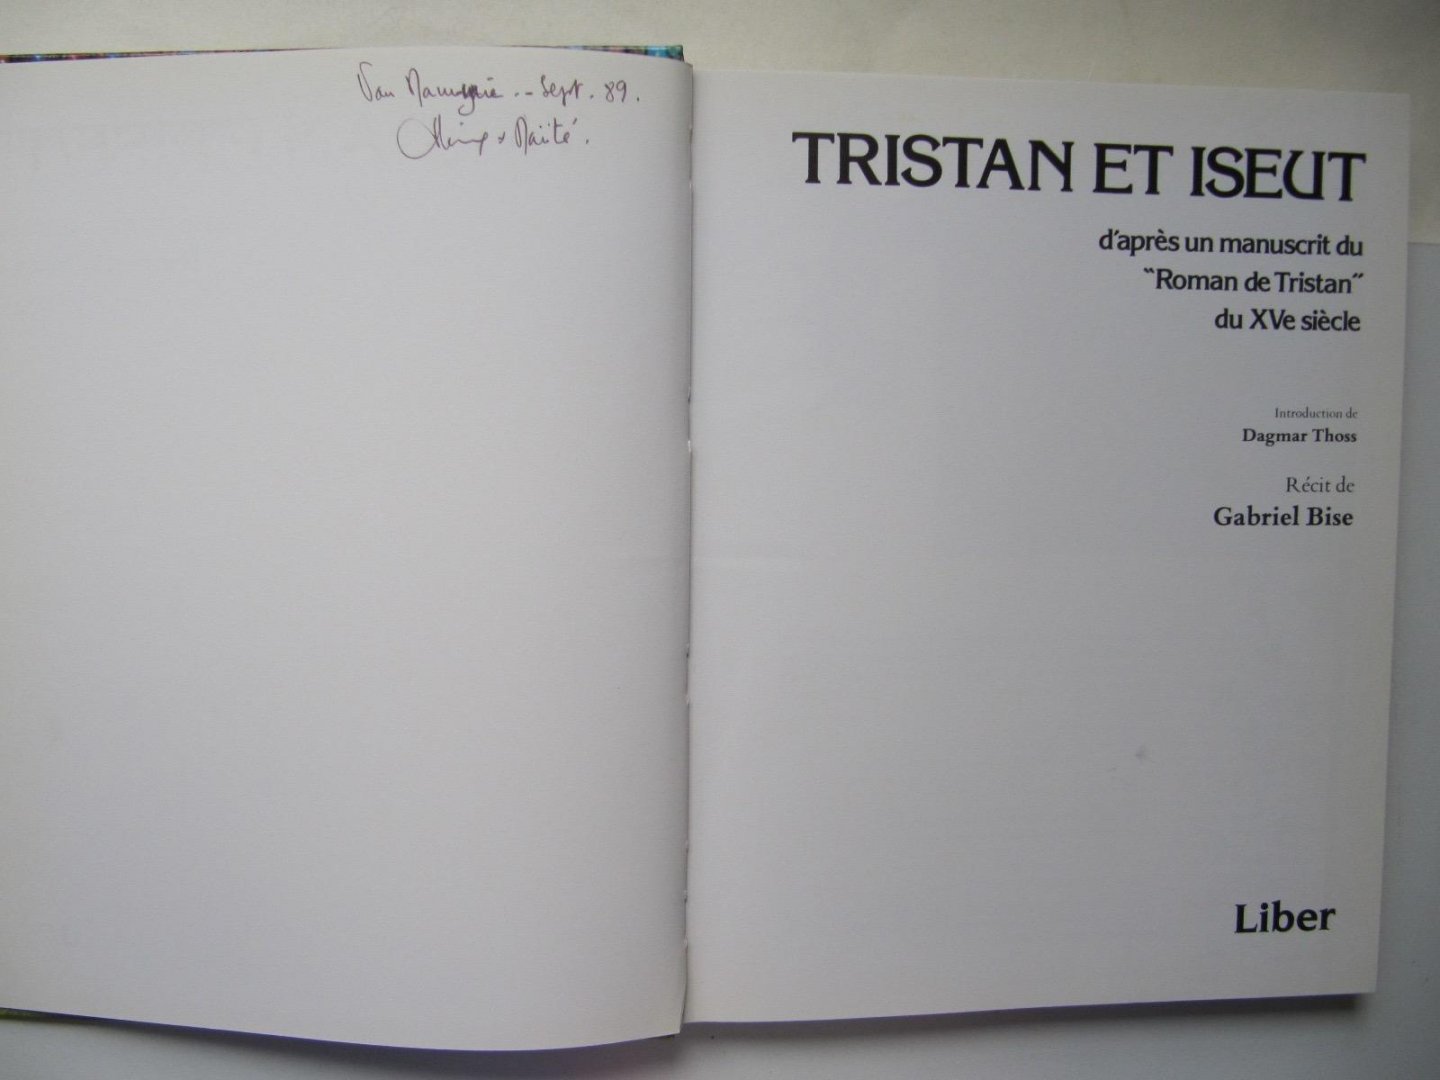 Sept. 89.
Maïté.
TRISTAN ET ISEUT
d'après un manuscrit du
"Roman de Tristan"
du XVe siècle
Introduction de
Dagmar Thoss
Récit de
Gabriel Bise
Liber